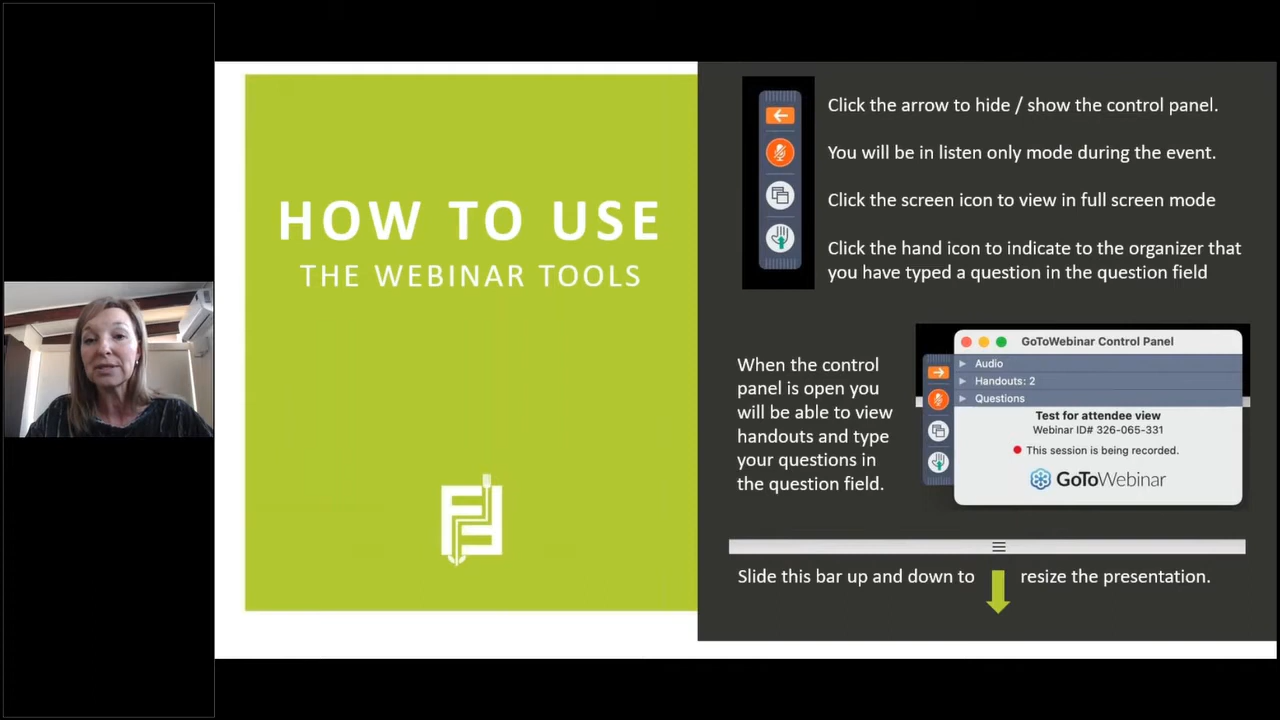 HOW TO USE
THE WEBINAR TOOLS
Click the arrow to hide / show the control panel.
You will be in listen only mode during the event.
Click the screen icon to view in full screen mode
Click the hand icon to indicate to the organizer that
you have typed a question in the question field
When the control
panel is open you
will be able to view
handouts and type
your questions in
the question field.
GoToWebinar Control Panel
Audio
Handouts: 2
Questions
Test for attendee view
Webinar ID# 326-065-331
This session is being recorded.
GoToWebinar
Slide this bar up and down to resize the presentation.